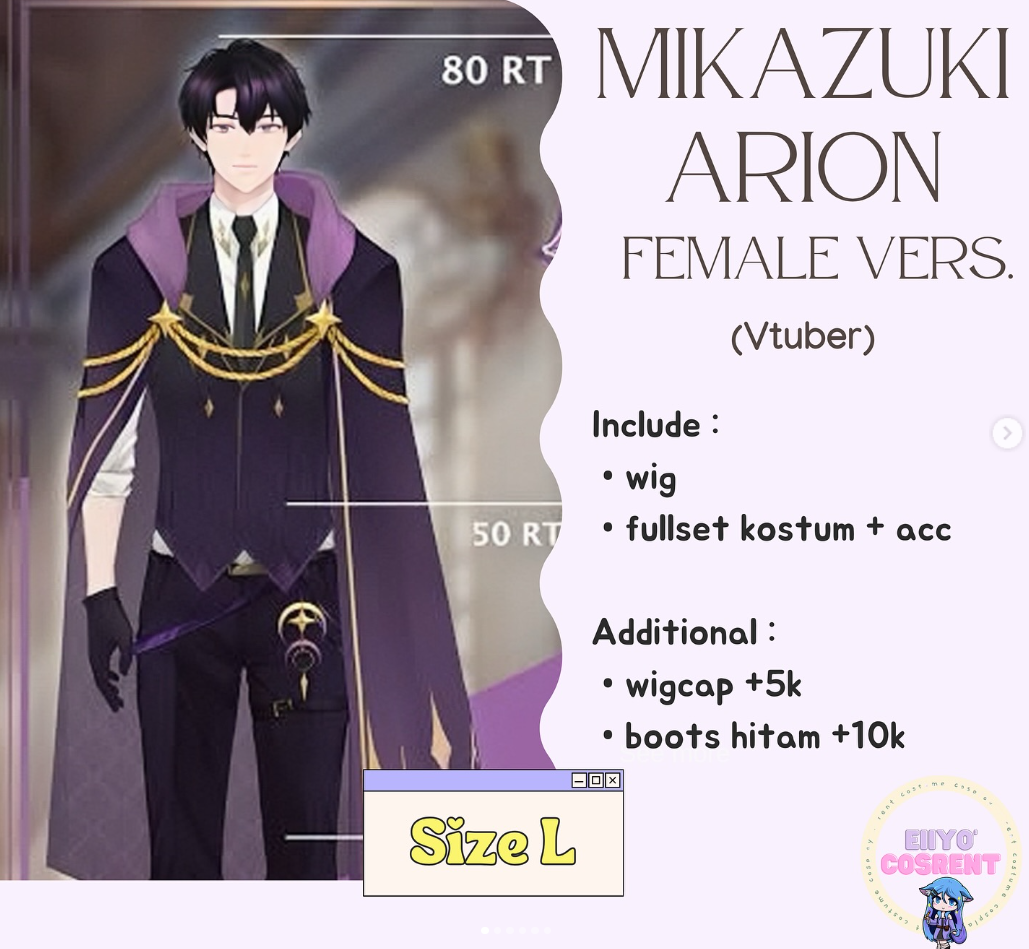 80 RT
50 RT
MIKAZUKI
ARION
FEMALE VERS.
(Vtuber)
Include :
• wig
• fullset kostum + acc
Additional :
• wigcap +5k
• boots hitam +10k
Size L
EIIYO'
COSRENT